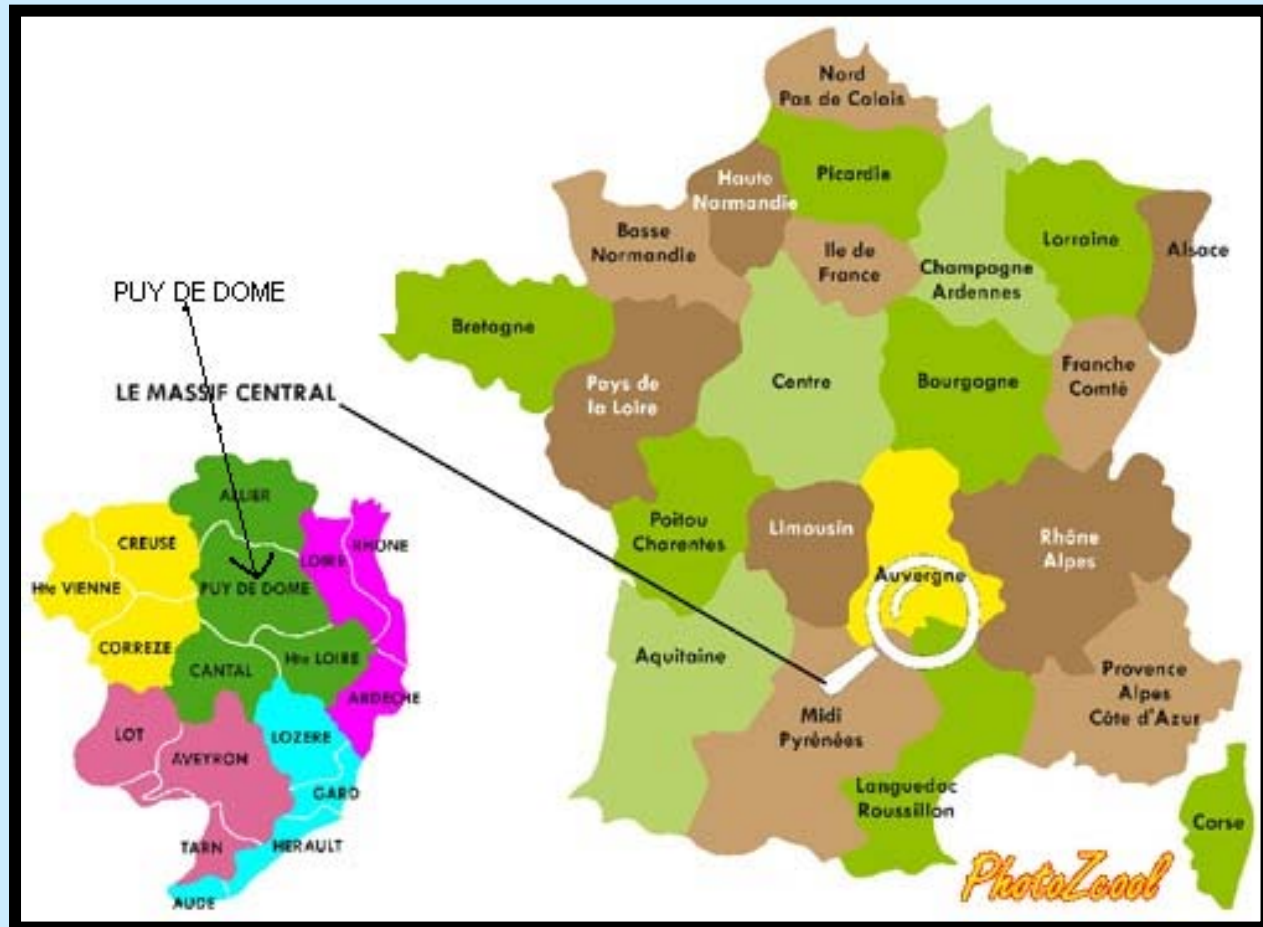 Nord
Pas de Calais
Picardie
Haute
Normandie
Basse
Normandie
Ile de
France
Champagne
Ardennes
Lorraine
Alsace
Bretagne
Pays de
la Loire
Centre
Bourgogne
Franche
Comté
Poitou
Charentes
Limousin
Auvergne
Rhône
Alpes
Aquitaine
Midi
Pyrénées
Languedoc
Roussillon
Provence
Alpes
Côte d'Azur
Corse
PUY DE DOME
LE MASSIF CENTRAL
ALLIER
CREUSE
LOIRE
RHONE
Hte VIENNE
PUY DE DOME
CORREZE
CANTAL
Hte LOIRE
ARDECHE
LOT
AVEYRON
LOZERE
GARD
TARN
HERAULT
AUDE
PhotoZcool